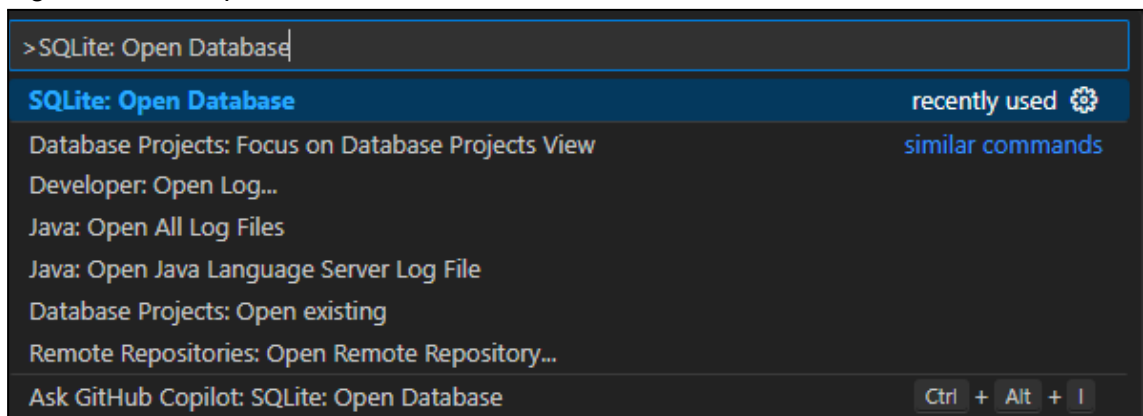 >SQLite: Open Database
SQLite: Open Database recently used
Database Projects: Focus on Database Projects View similar commands
Developer: Open Log...
Java: Open All Log Files
Java: Open Java Language Server Log File
Database Projects: Open existing
Remote Repositories: Open Remote Repository...
Ask GitHub Copilot: SQLite: Open Database Ctrl + Alt + I